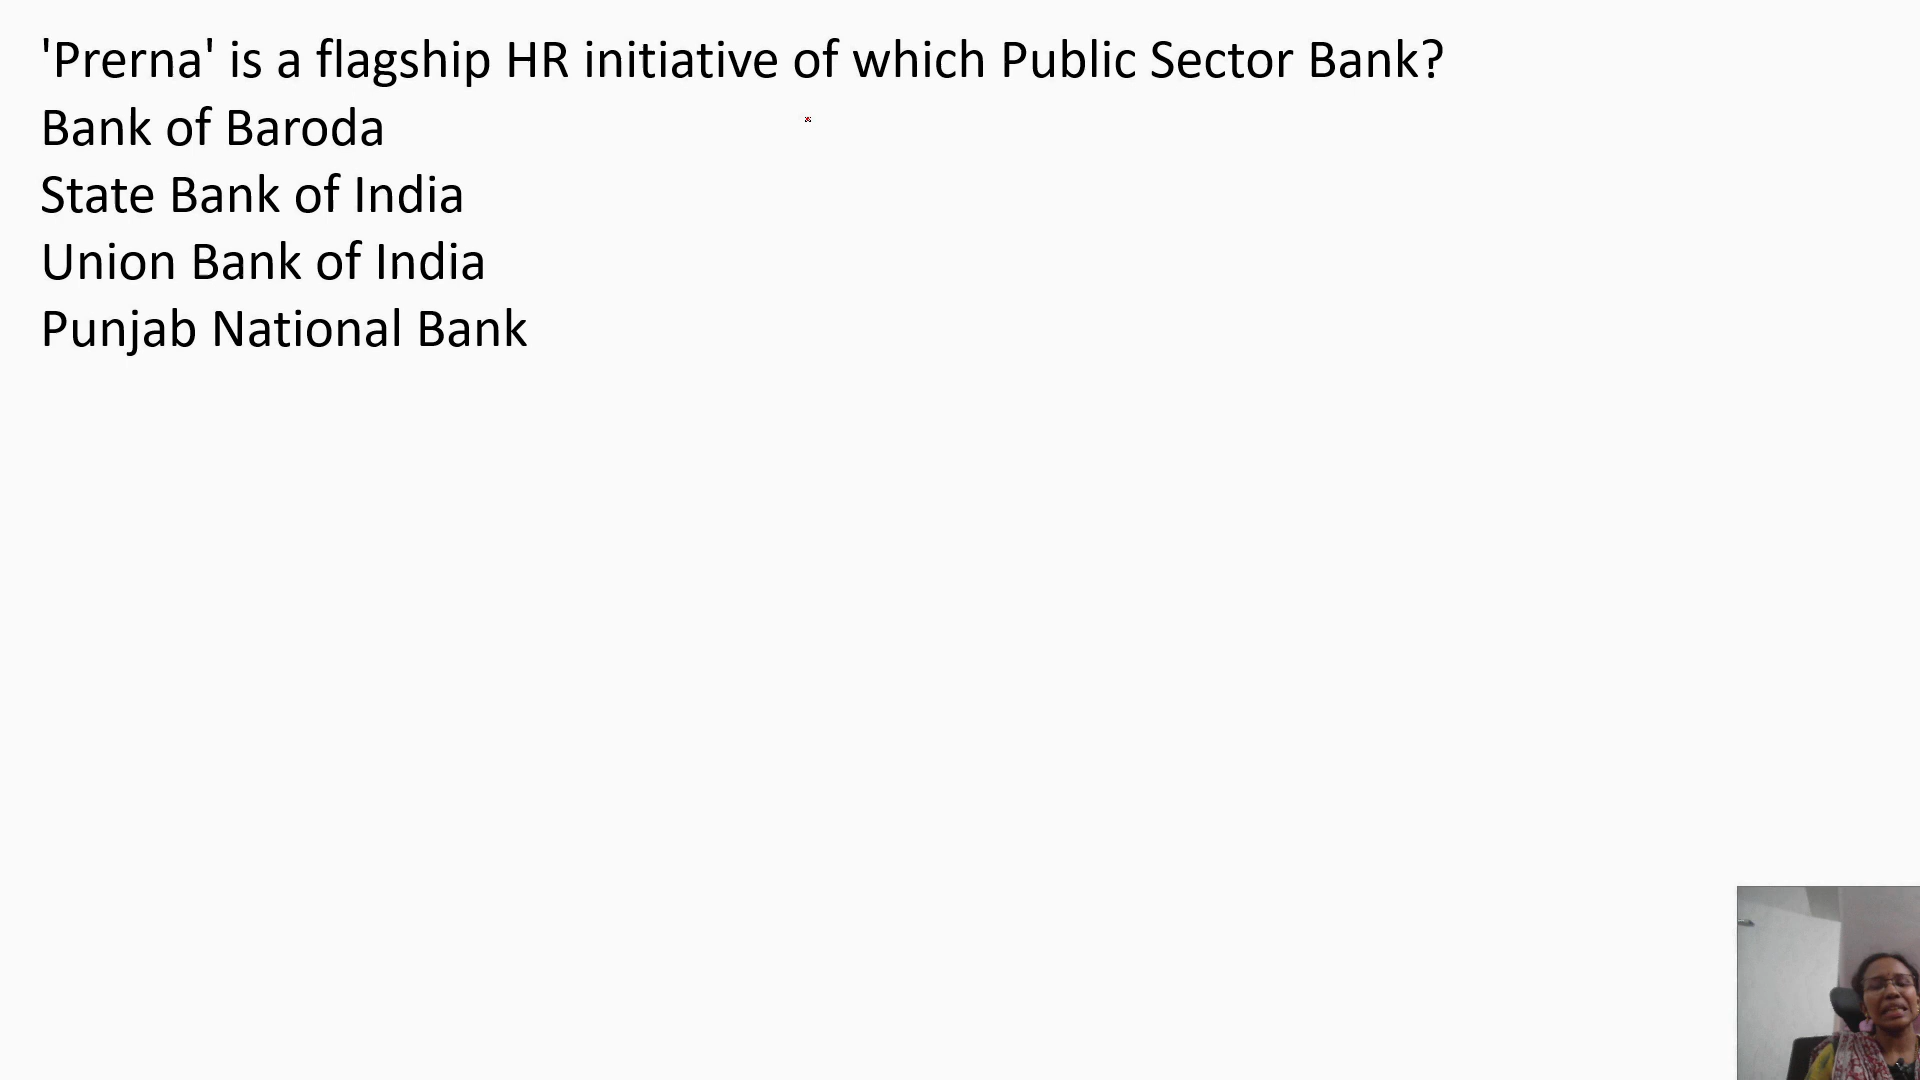 'Prerna' is a flagship HR initiative of which Public Sector Bank?
Bank of Baroda
State Bank of India
Union Bank of India
Punjab National Bank